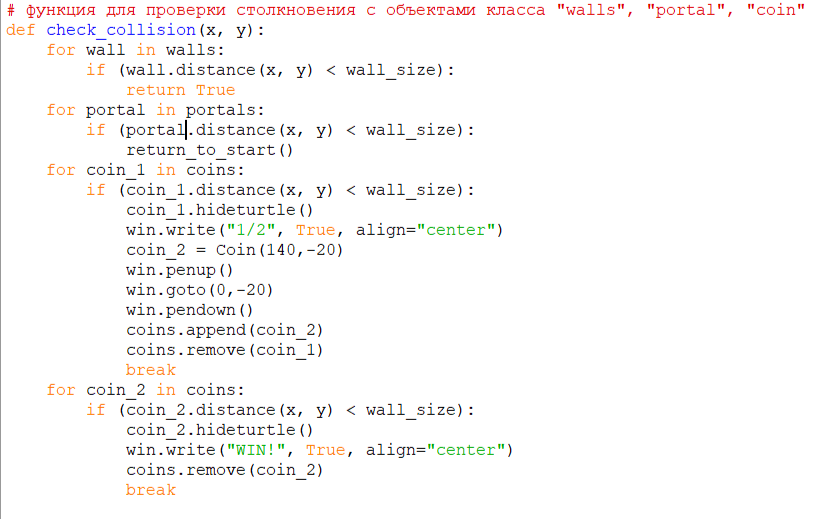 # функция для проверки столкновения с объектами класса "walls", "portal", "coin"
def check_collision(x, y):
    for wall in walls:
        if (wall.distance(x, y) < wall_size):
            return True
    for portal in portals:
        if (portal.distance(x, y) < wall_size):
            return_to_start()
    for coin_1 in coins:
        if (coin_1.distance(x, y) < wall_size):
            coin_1.hideturtle()
            win.write("1/2", True, align="center")
            coin_2 = Coin(140,-20)
            win.penup()
            win.goto(0,-20)
            win.pendown()
            coins.append(coin_2)
            coins.remove(coin_1)
            break
    for coin_2 in coins:
        if (coin_2.distance(x, y) < wall_size):
            coin_2.hideturtle()
            win.write("WIN!", True, align="center")
            coins.remove(coin_2)
            break